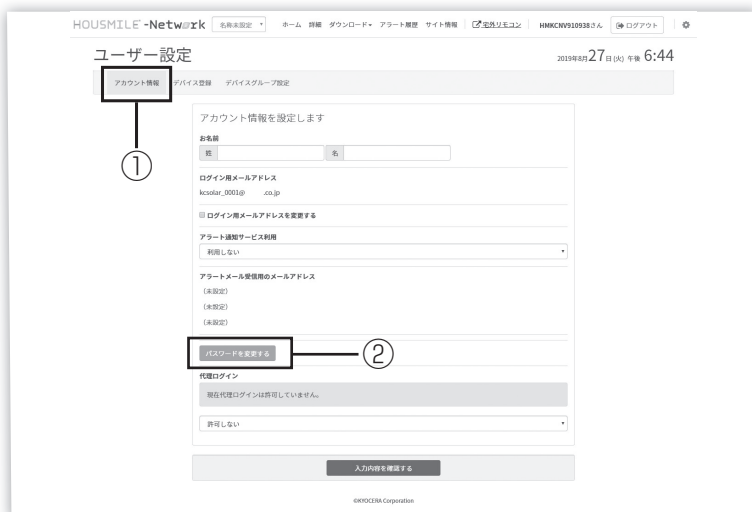 HOUSMILE-Netwørk 名称未設定 ホーム 詳細 ダウンロード アラート履歴 サイト情報 宅外リモコン HMKCNV910938さん ログアウト
ユーザー設定 2019年8月27日(火) 午後 6:44
アカウント情報 デバイス登録 デバイスグループ設定
①
アカウント情報を設定します
お名前
姓 名
ログイン用メールアドレス
kcsolar_0001@ .co.jp
ログイン用メールアドレスを変更する
アラート通知サービス利用
利用しない
アラートメール受信用のメールアドレス
(未設定)
(未設定)
(未設定)
パスワードを変更する ②
代理ログイン
現在代理ログインは許可していません。
許可しない
入力内容を確認する
©KYOCERA Corporation